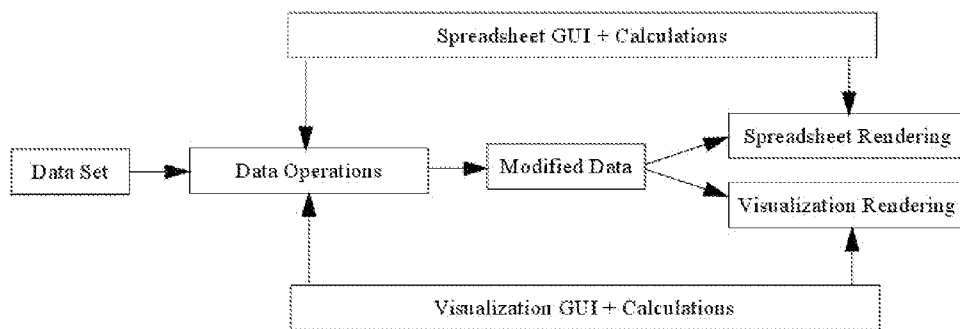 Spreadsheet GUI + Calculations
Spreadsheet Rendering
Data Set
Data Operations
Modified Data
Visualization Rendering
Visualization GUI + Calculations